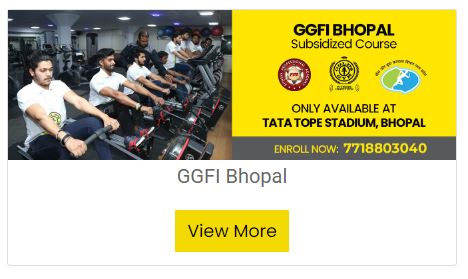 GGFI BHOPAL
Subsidized Course
ONLY AVAILABLE AT
TATA TOPE STADIUM, BHOPAL
ENROLL NOW: 7718803040
GGFI Bhopal
View More